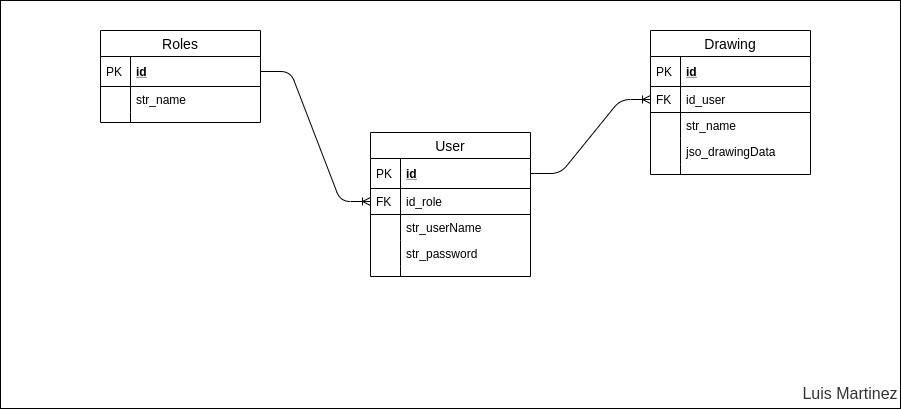 Roles
PK id
str_name
User
PK id
FK id_role
str_userName
str_password
Drawing
PK id
FK id_user
str_name
jso_drawingData
Luis Martinez